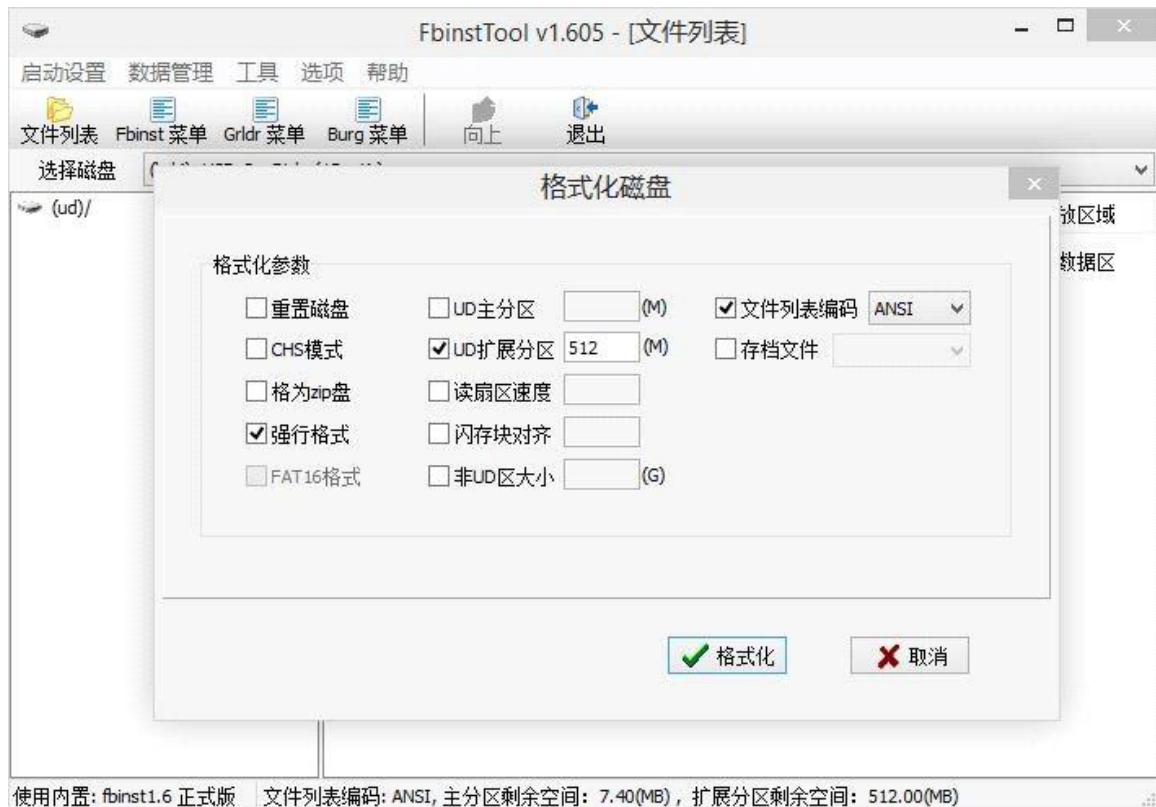 FbinstTool v1.605 - [文件列表]
启动设置 数据管理 工具 选项 帮助
文件列表 Fbinst 菜单 Grldr 菜单 Burg 菜单 向上 退出
选择磁盘
(ud)/
放区域
数据区
格式化磁盘
格式化参数
重置磁盘 UD主分区 (M) 文件列表编码 ANSI
CHS模式 UD扩展分区 512 (M) 存档文件
格为zip盘 读扇区速度
强行格式 闪存块对齐
FAT16格式 非UD区大小 (G)
格式化 取消
使用内置: fbinst1.6 正式版 文件列表编码: ANSI, 主分区剩余空间: 7.40(MB) , 扩展分区剩余空间: 512.00(MB)